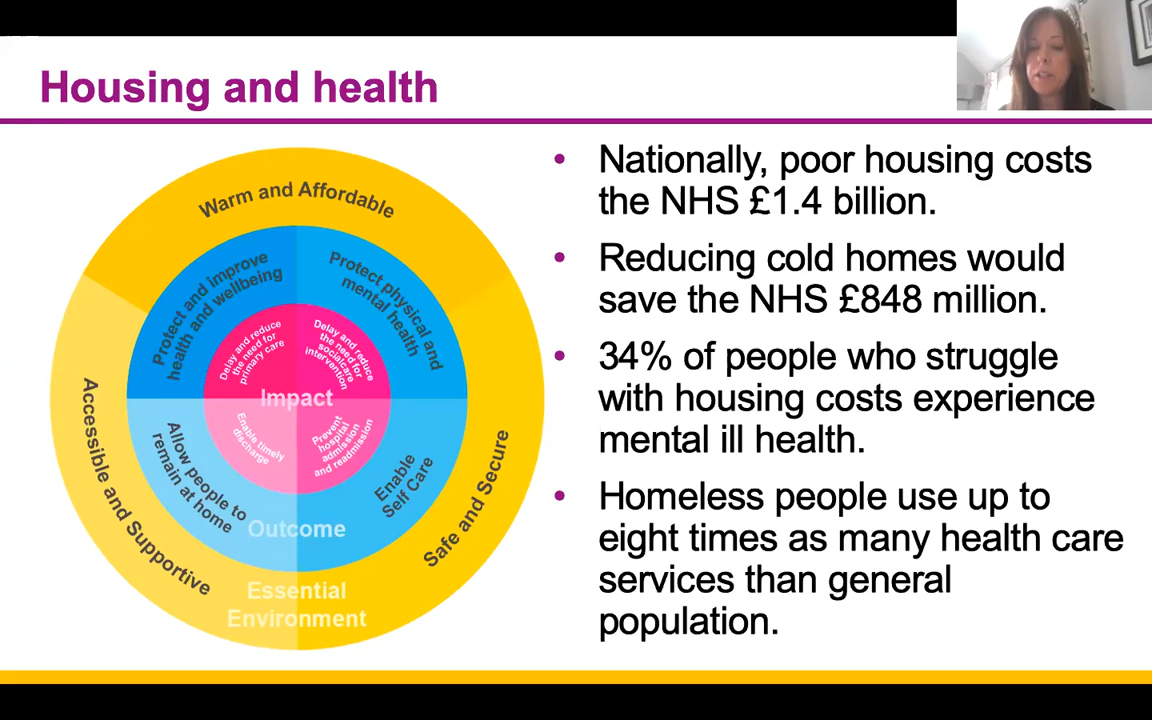 Housing and health
Warm and Affordable
Protect and improve
health and wellbeing
Protect physical and
mental health
Delay and reduce
the need for
primary care
Delay and reduce
the need for
socialcare
intervention
Impact
Enable timely
discharge
Prevent
hospital
admission
and readmission
Accessible and Supportive
Allow people to
remain at home
Enable
Self Care
Safe and Secure
Outcome
Essential
Environment
• Nationally, poor housing costs
the NHS £1.4 billion.
• Reducing cold homes would
save the NHS £848 million.
• 34% of people who struggle
with housing costs experience
mental ill health.
• Homeless people use up to
eight times as many health care
services than general
population.